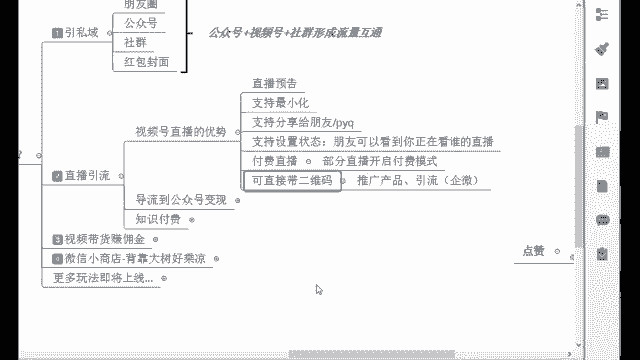 朋友圈
公众号
1 引私域
公众号+视频号+社群形成流量互通
社群
红包封面
直播预告
支持最小化
支持分享给朋友/pyq
视频号直播的优势
支持设置状态：朋友可以看到你正在看谁的直播
付费直播
部分直播开启付费模式
2 直播引流
可直接带二维码
推广产品、引流（企微）
导流到公众号变现
知识付费
3 视频带货赚佣金
点赞
微信小商店-背靠大树好乘凉
更多玩法即将上线...